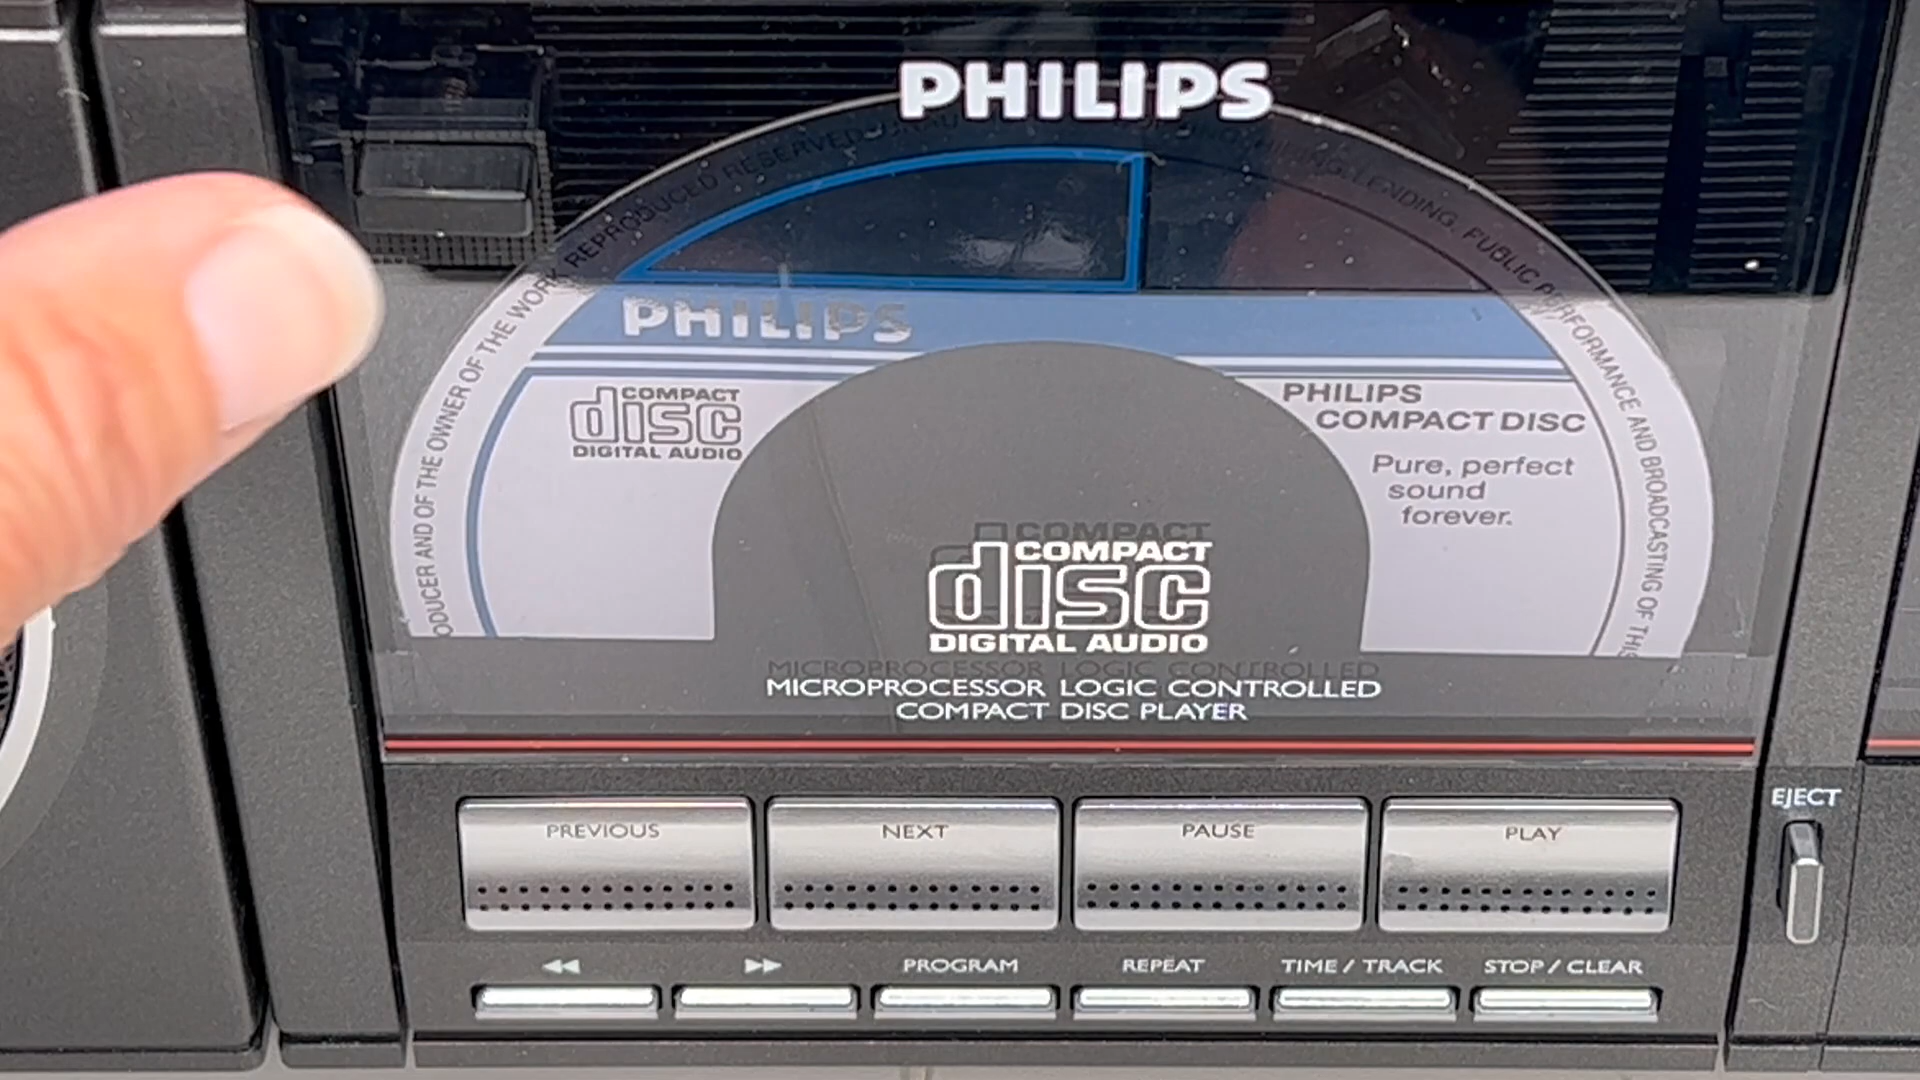 PHILIPS
ODUCER AND OF THE OWNER OF THE WORK REPRODUCED RESERVED. UNAU
LENDING. PUBLIC PERFORMANCE AND BROADCASTING OF THIS
PHILIPS
COMPACT
disc
DIGITAL AUDIO
PHILIPS
COMPACT DISC
Pure, perfect
sound
forever.
COMPACT
disc
DIGITAL AUDIO
MICROPROCESSOR LOGIC CONTROLLED
COMPACT DISC PLAYER
PREVIOUS NEXT PAUSE PLAY
EJECT
PROGRAM REPEAT TIME / TRACK STOP / CLEAR